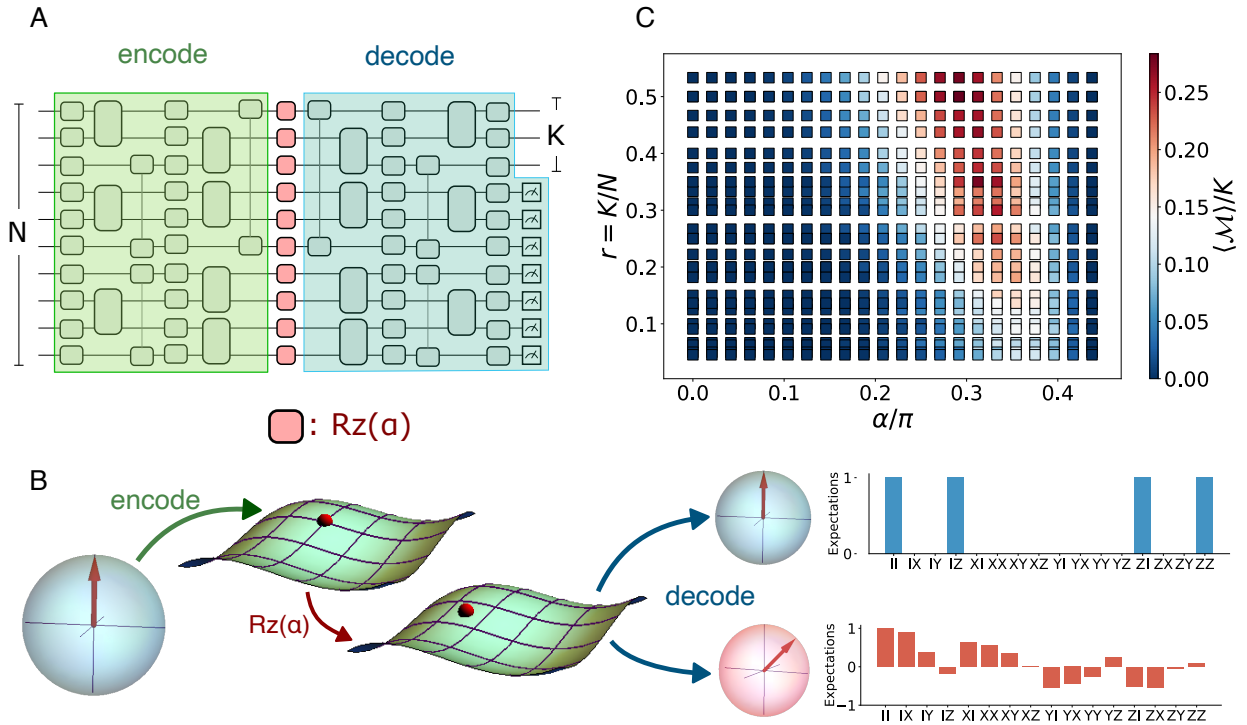 A
encode
decode
N
K
: Rz(α)
C
r = K/N
0.5
0.4
0.3
0.2
0.1
0.0 0.1 0.2 0.3 0.4
α/π
0.25
0.20
0.15
0.10
0.05
0.00
⟨ℳ⟩/K
B
encode
Rz(α)
decode
Expectations
1
0
II IX IY IZ XI XX XY XZ YI YX YY YZ ZI ZX ZY ZZ
Expectations
1
0
−1
II IX IY IZ XI XX XY XZ YI YX YY YZ ZI ZX ZY ZZ